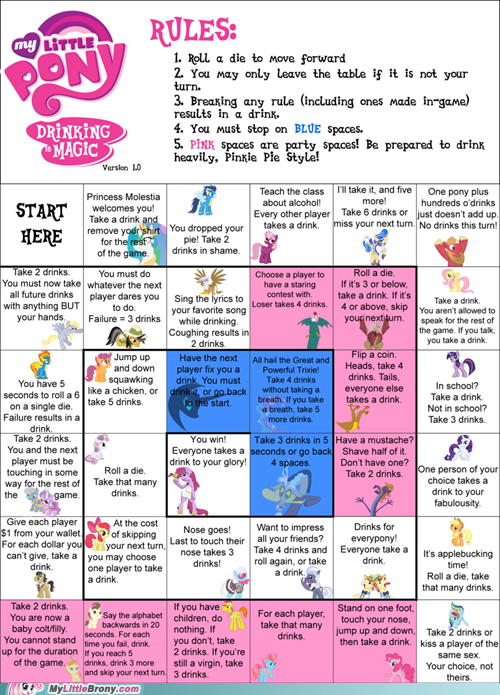 my LITTLE
PONY
DRINKING
IS MAGIC
Version 1.0
RULES:
1. Roll a die to move forward
2. You may only leave the table if it is not your
turn.
3. Breaking any rule (including ones made in-game)
results in a drink.
4. You must stop on BLUE spaces.
5. PINK spaces are party spaces! Be prepared to drink
heavily, Pinkie Pie Style!
START
HERE
Princess Molestia
welcomes you!
Take a drink and
remove your shirt
for the rest
of the game.
You dropped your
pie! Take 2
drinks in shame.
Teach the class
about alcohol!
Every other player
takes a drink.
I'll take it, and five
more!
Take 6 drinks or
miss your next turn.
One pony plus
hundreds o'drinks
just doesn't add up.
No drinks this turn!
Take 2 drinks.
You must now take
all future drinks
with anything BUT
your hands.
You must do
whatever the next
player dares you
to do.
Failure = 3 drinks
Sing the lyrics to
your favorite song
while drinking.
Coughing results in
2 drinks.
Choose a player to
have a staring
contest with.
Loser takes 4 drinks.
Roll a die.
If it's 3 or below,
take a drink. If it's
4 or above, skip
your next turn.
Take a drink.
You aren't allowed to
speak for the rest of
the game. If you talk,
you take a drink.
You have 5
seconds to roll a 6
on a single die.
Failure results in a
drink.
Jump up
and down
squawking
like a chicken, or
take 5 drinks.
Have the next
player fix you a
drink. You must
drink it, or go back
to the start.
All hail the Great and
Powerful Trixie!
Take 4 drinks
without taking a
breath. If you take
a breath, take 5
more drinks.
Flip a coin.
Heads, take 4
drinks. Tails,
everyone else
takes a drink.
In school?
Take a drink.
Not in school?
Take 3 drinks.
Take 2 drinks.
You and the next
player must be
touching in some
way for the rest of
the game.
Roll a die.
Take that many
drinks.
You win!
Everyone takes a
drink to your glory!
Take 3 drinks in 5
seconds or go back
4 spaces.
Have a mustache?
Shave half of it.
Don't have one?
Take 2 drinks.
One person of your
choice takes a
drink to your
fabulousity.
Give each player
$1 from your wallet.
For each dollar you
can't give, take a
drink.
At the cost
of skipping
your next turn,
you may choose
one player to take
a drink.
Nose goes!
Last to touch their
nose takes 3
drinks!
Want to impress
all your friends?
Take 4 drinks and
roll again, or take
a drink.
Drinks for
everypony!
Everyone take a
drink.
It's applebucking
time!
Roll a die, take
that many drinks.
Take 2 drinks.
You are now a
baby colt/filly.
You cannot stand
up for the duration
of the game.
Say the alphabet
backwards in 20
seconds. For each
time you fail, drink.
If you reach 5
drinks, drink 3 more
and skip your next turn.
If you have
children, do
nothing. If
you don't, take
2 drinks. If you're
still a virgin, take
3 drinks.
For each player,
take that many
drinks.
Stand on one foot,
touch your nose,
jump up and down,
then take a drink.
Take 2 drinks or
kiss a player of the
same sex.
Your choice, not
theirs.
MyLittleBrony.com